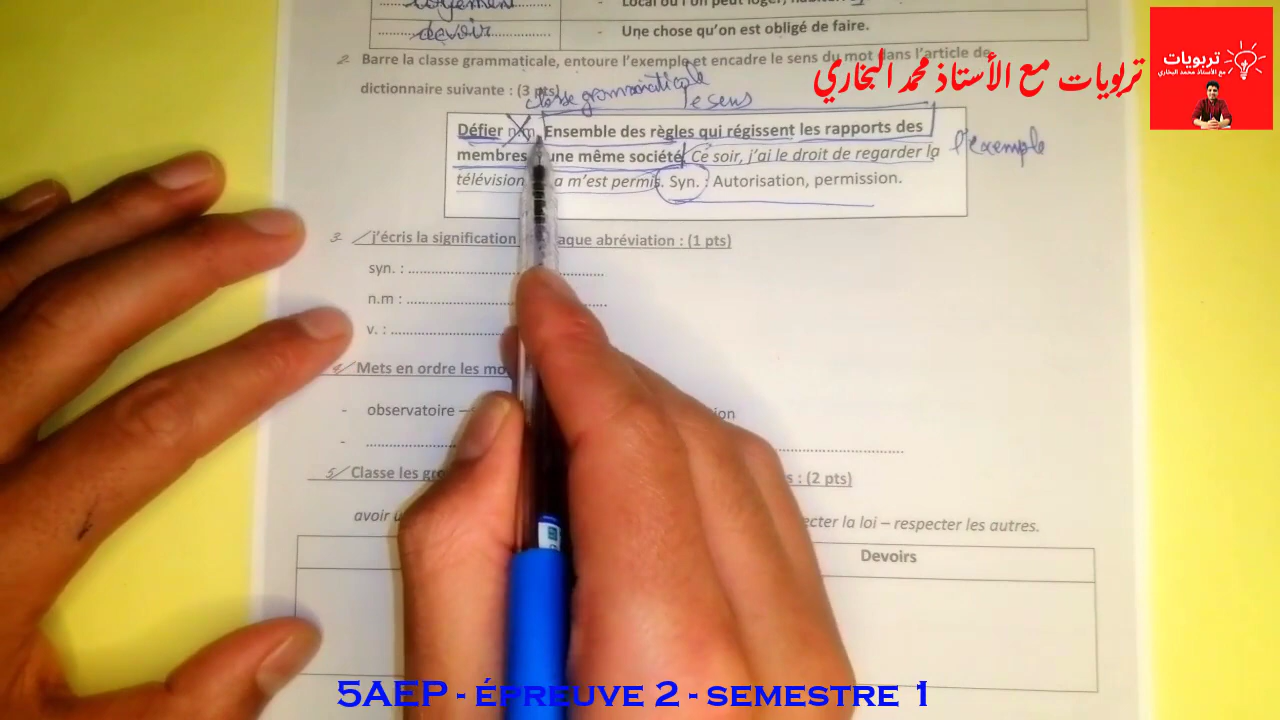 logement - Local où l'on peut loger, habiter
devoir - Une chose qu'on est obligé de faire.
2 Barre la classe grammaticale, entoure l'exemple et encadre le sens du mot dans l'article de
dictionnaire suivante : (3 pts)
classe grammaticale
le sens
Défier n.m. Ensemble des règles qui régissent les rapports des
membres une même société. Ce soir, j'ai le droit de regarder la
l'exemple
télévision a m'est permis. Syn. : Autorisation, permission.
3 j'écris la signification aque abréviation : (1 pts)
syn. : ............
n.m : ............
v. : ............
4/ Mets en ordre les mo
- observatoire – ion
- ............
5/ Classe les gro s : (2 pts)
avoir u ecter la loi – respecter les autres.
Devoirs
تربويات مع الأستاذ محمد البخاري
تربويات
مع الأستاذ محمد البخاري
5AEP - épreuve 2 - semestre 1